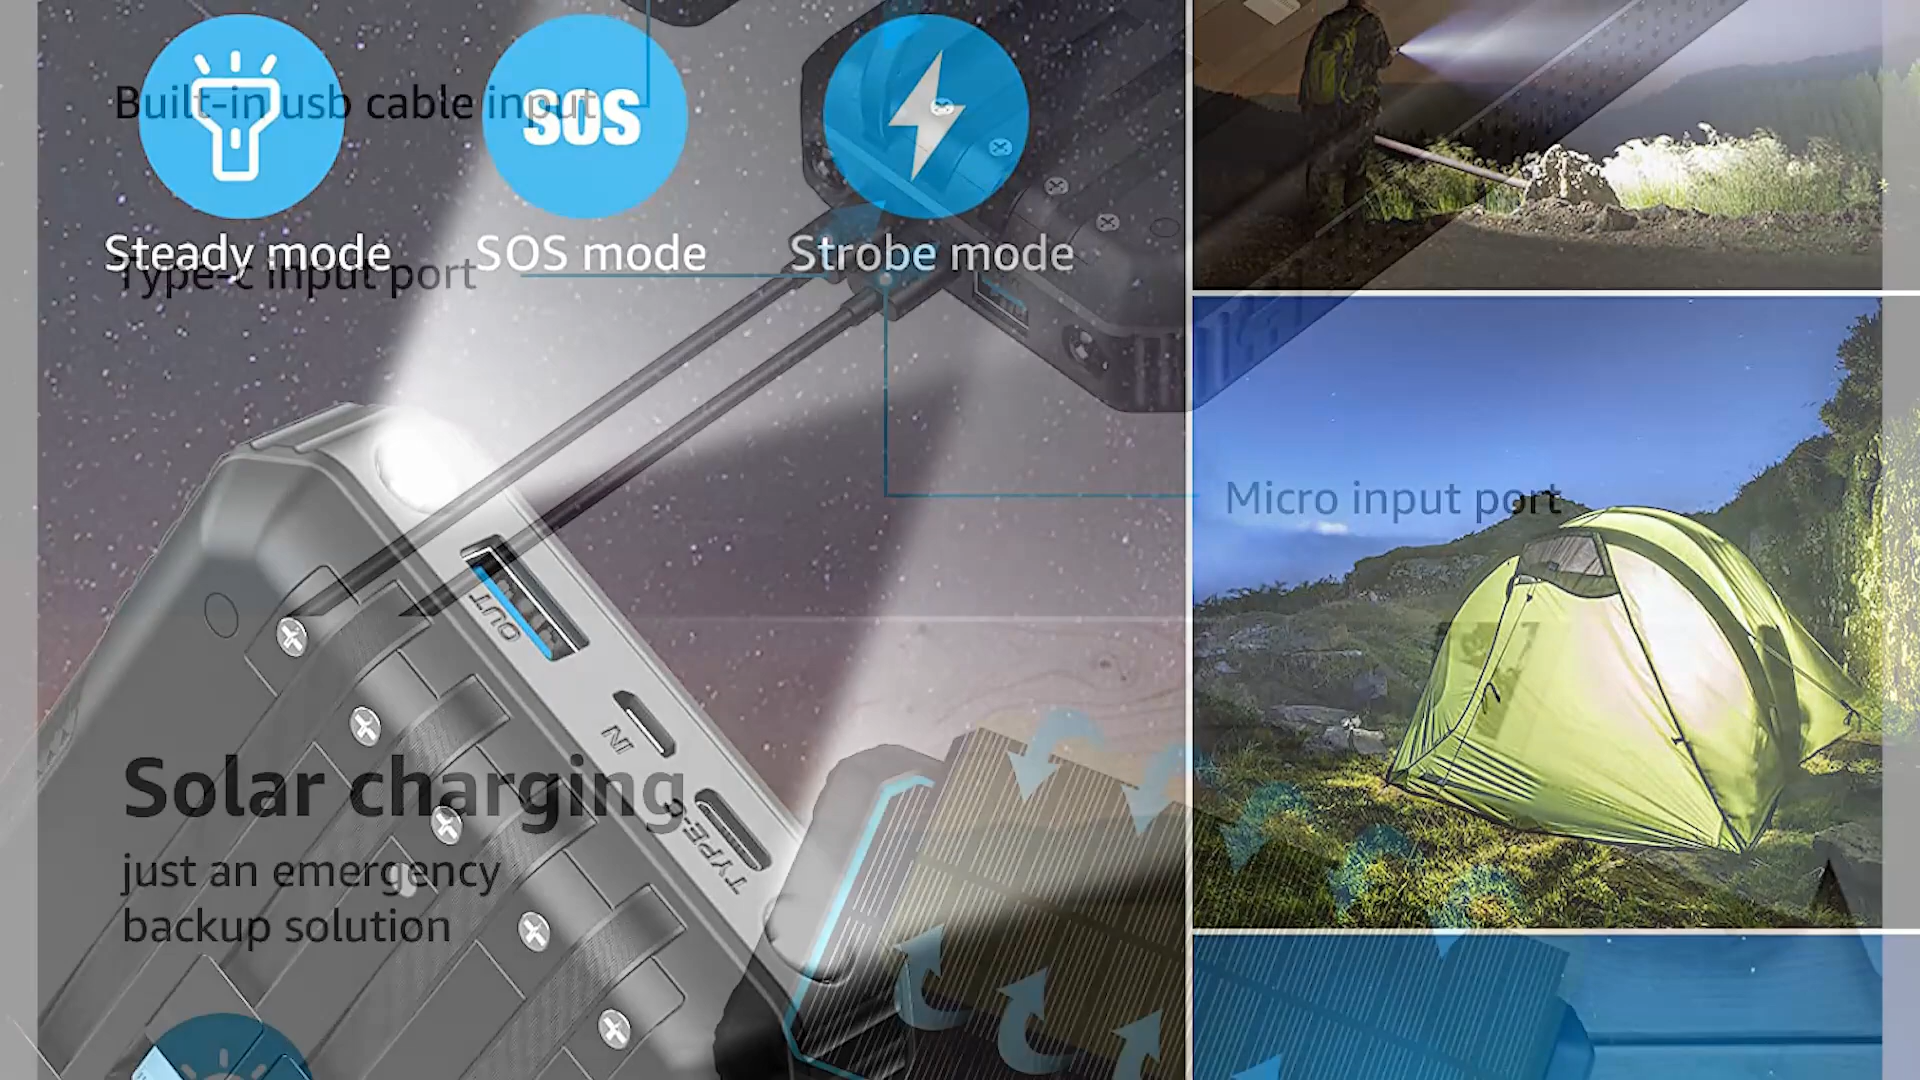 Built-in usb cable input
SOS
Steady mode
SOS mode
Strobe mode
Type-c input port
Micro input port
OUT
IN
TYPE-C
Solar charging
just an emergency
backup solution